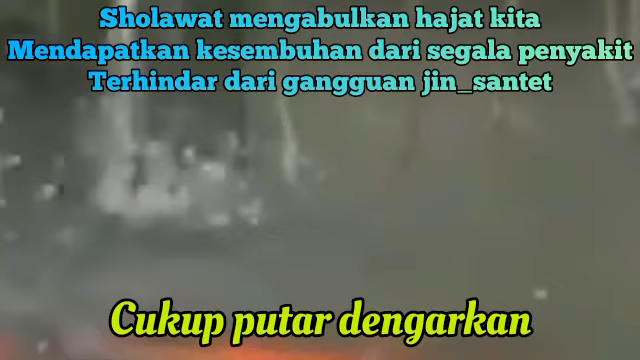 Sholawat mengabulkan hajat kita
Mendapatkan kesembuhan dari segala penyakit
Terhindar dari gangguan jin_santet
Cukup putar dengarkan